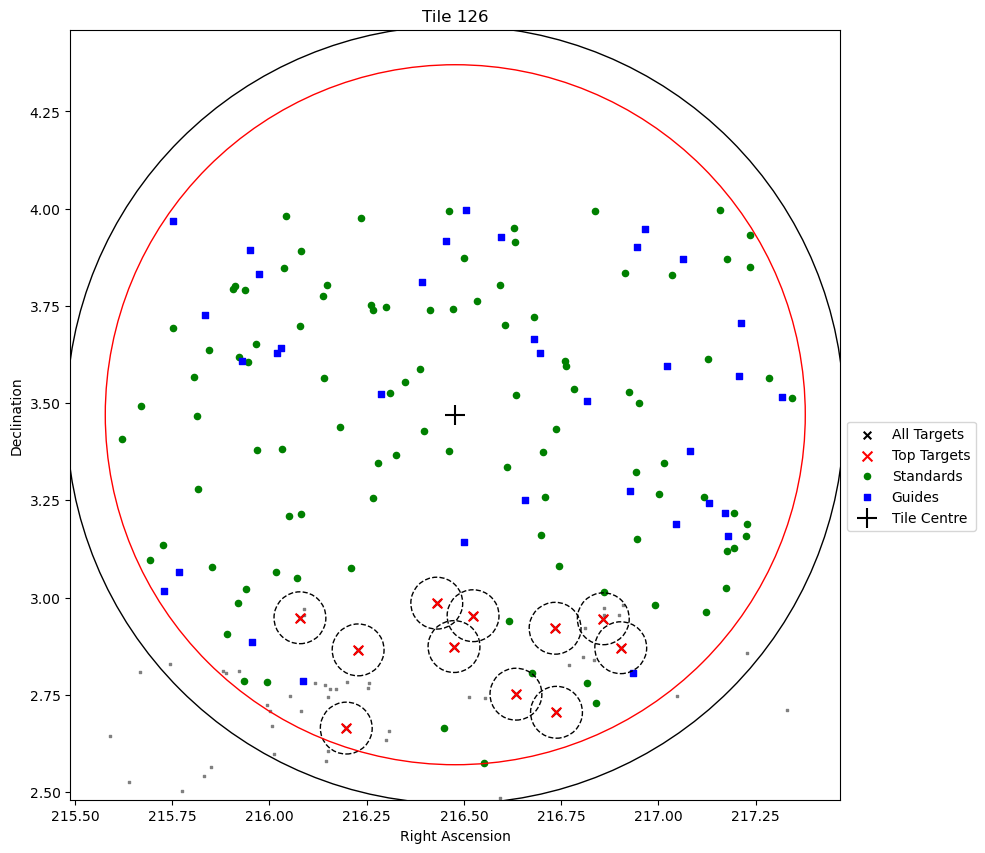 Tile 126
4.25
4.00
3.75
3.50
3.25
3.00
2.75
2.50
Declination
215.50
215.75
216.00
216.25
216.50
216.75
217.00
217.25
Right Ascension
All Targets
Top Targets
Standards
Guides
Tile Centre